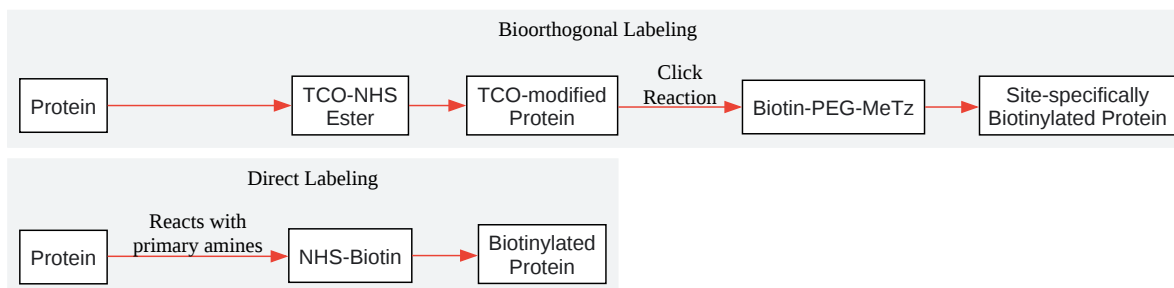 Bioorthogonal Labeling
Protein
TCO-NHS
Ester
TCO-modified
Protein
Click
Reaction
Biotin-PEG-MeTz
Site-specifically
Biotinylated Protein
Direct Labeling
Protein
Reacts with
primary amines
NHS-Biotin
Biotinylated
Protein